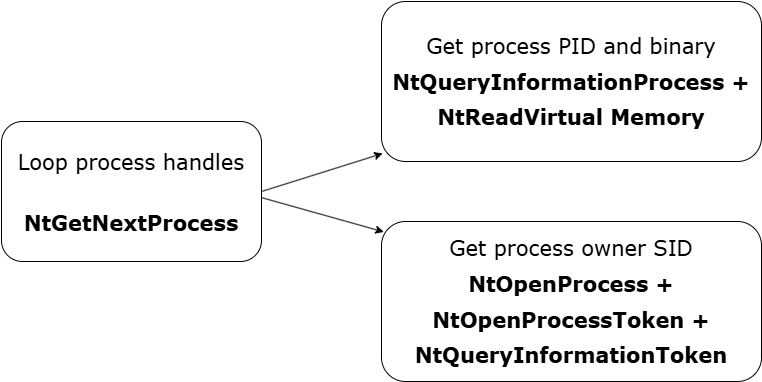 Loop process handles
NtGetNextProcess
Get process PID and binary
NtQueryInformationProcess +
NtReadVirtual Memory
Get process owner SID
NtOpenProcess +
NtOpenProcessToken +
NtQueryInformationToken